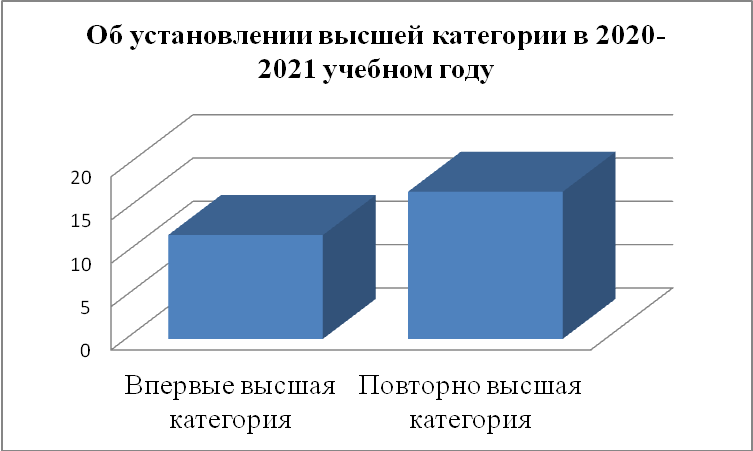 Об установлении высшей категории в 2020-
2021 учебном году
20
15
10
5
0
Впервые высшая
категория
Повторно высшая
категория